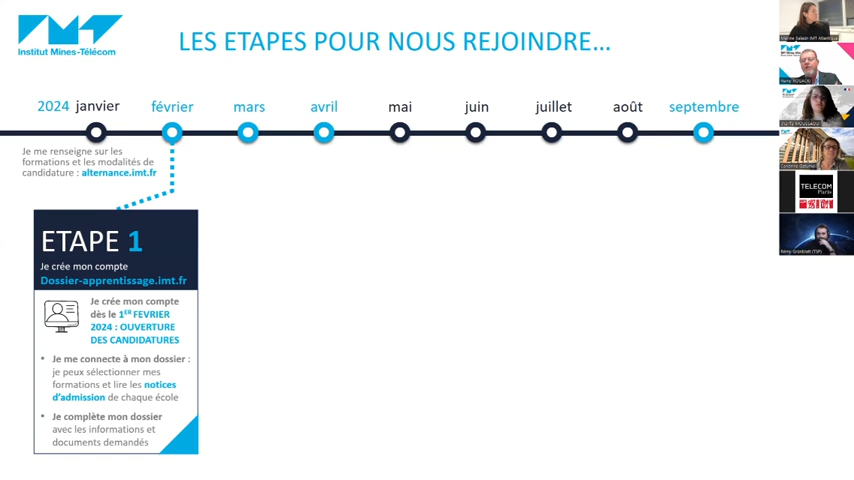 Institut Mines-Télécom
LES ETAPES POUR NOUS REJOINDRE...
2024 janvier février mars avril mai juin juillet août septembre
Je me renseigne sur les
formations et les modalités de
candidature : alternance.imt.fr
ETAPE 1
Je crée mon compte
Dossier-apprentissage.imt.fr
Je crée mon compte
dès le 1ER FEVRIER
2024 : OUVERTURE
DES CANDIDATURES
• Je me connecte à mon dossier :
je peux sélectionner mes
formations et lire les notices
d'admission de chaque école
• Je complète mon dossier
avec les informations et
documents demandés
TELECOM
Paris